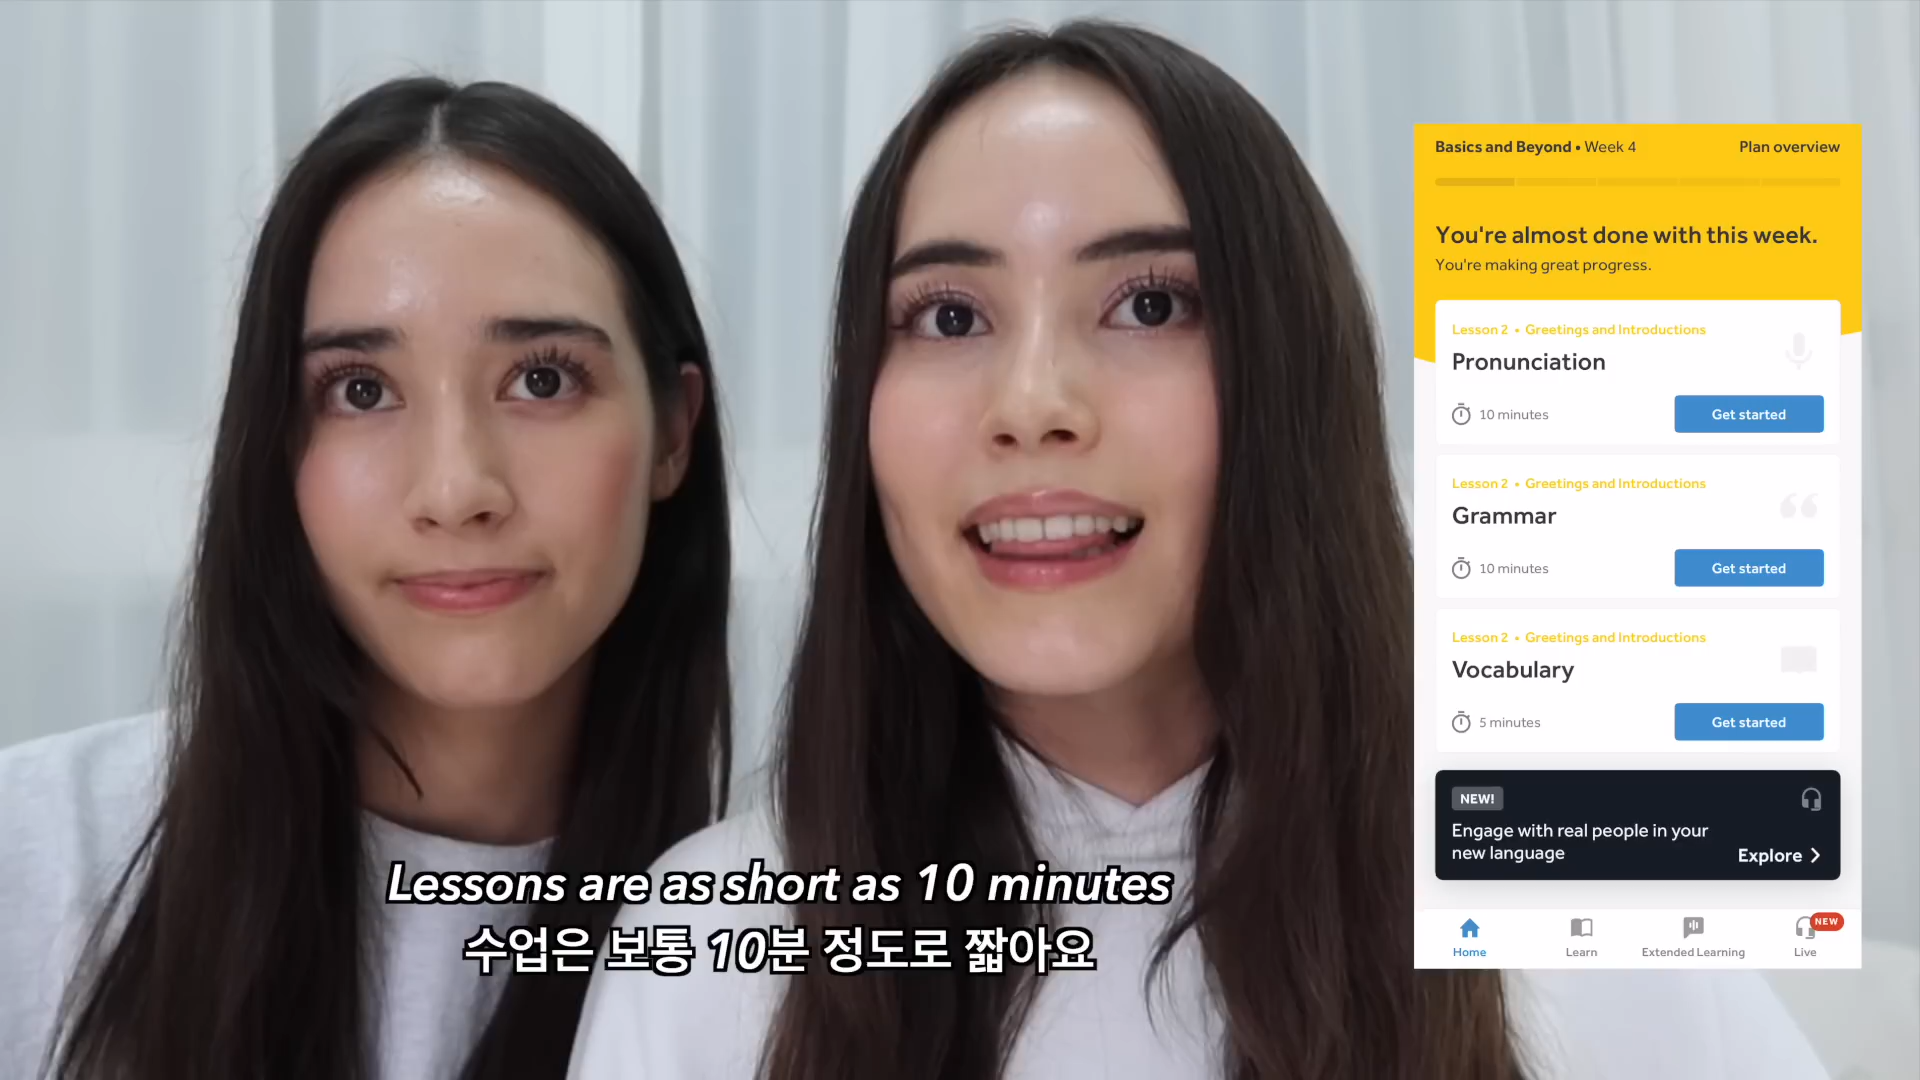 Basics and Beyond • Week 4
Plan overview
You're almost done with this week.
You're making great progress.
Lesson 2 • Greetings and Introductions
Pronunciation
10 minutes
Get started
Lesson 2 • Greetings and Introductions
Grammar
10 minutes
Get started
Lesson 2 • Greetings and Introductions
Vocabulary
5 minutes
Get started
NEW!
Engage with real people in your
new language
Explore
Home
Learn
Extended Learning
Live
NEW
Lessons are as short as 10 minutes
수업은 보통 10분 정도로 짧아요